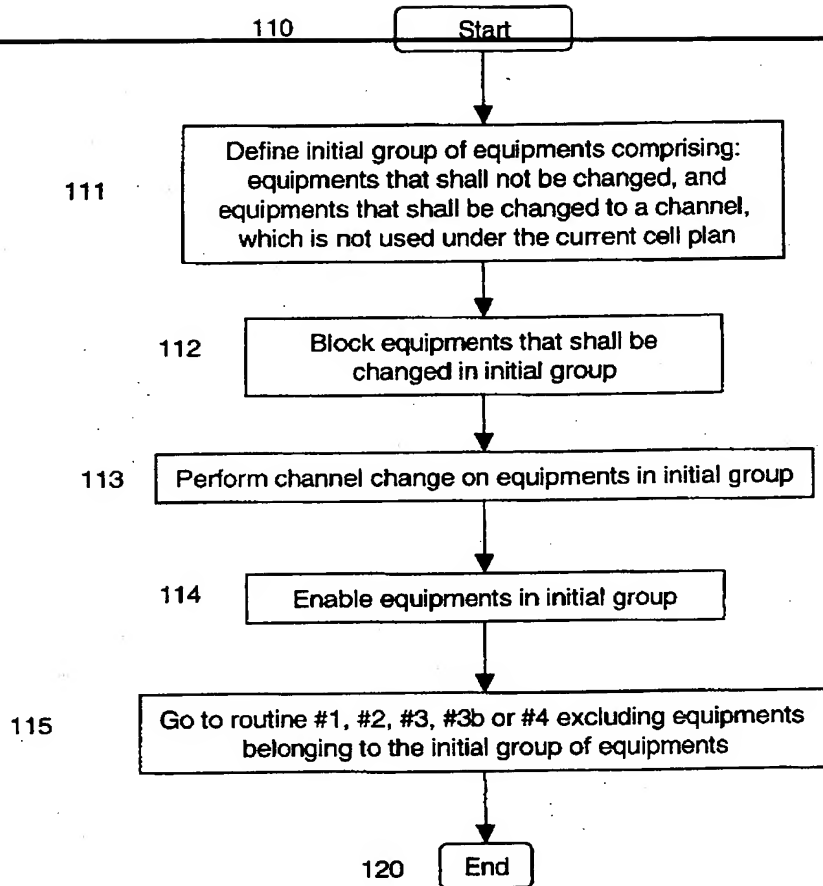 110 Start
111 Define initial group of equipments comprising:
equipments that shall not be changed, and
equipments that shall be changed to a channel,
which is not used under the current cell plan
112 Block equipments that shall be
changed in initial group
113 Perform channel change on equipments in initial group
114 Enable equipments in initial group
115 Go to routine #1, #2, #3, #3b or #4 excluding equipments
belonging to the initial group of equipments
120 End